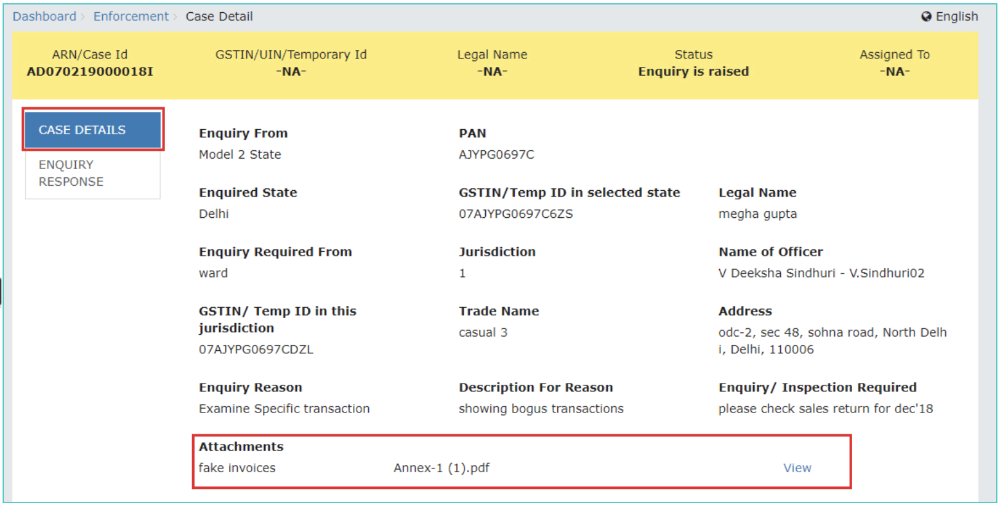 Dashboard › Enforcement › Case Detail English
ARN/Case Id GSTIN/UIN/Temporary Id Legal Name Status Assigned To
AD070219000018I -NA- -NA- Enquiry is raised -NA-
CASE DETAILS
ENQUIRY
RESPONSE
Enquiry From PAN
Model 2 State AJYPG0697C
Enquired State GSTIN/Temp ID in selected state Legal Name
Delhi 07AJYPG0697C6ZS megha gupta
Enquiry Required From Jurisdiction Name of Officer
ward 1 V Deeksha Sindhuri - V.Sindhuri02
GSTIN/ Temp ID in this Trade Name Address
jurisdiction casual 3 odc-2, sec 48, sohna road, North Delh
07AJYPG0697CDZL i, Delhi, 110006
Enquiry Reason Description For Reason Enquiry/ Inspection Required
Examine Specific transaction showing bogus transactions please check sales return for dec'18
Attachments
fake invoices Annex-1 (1).pdf View